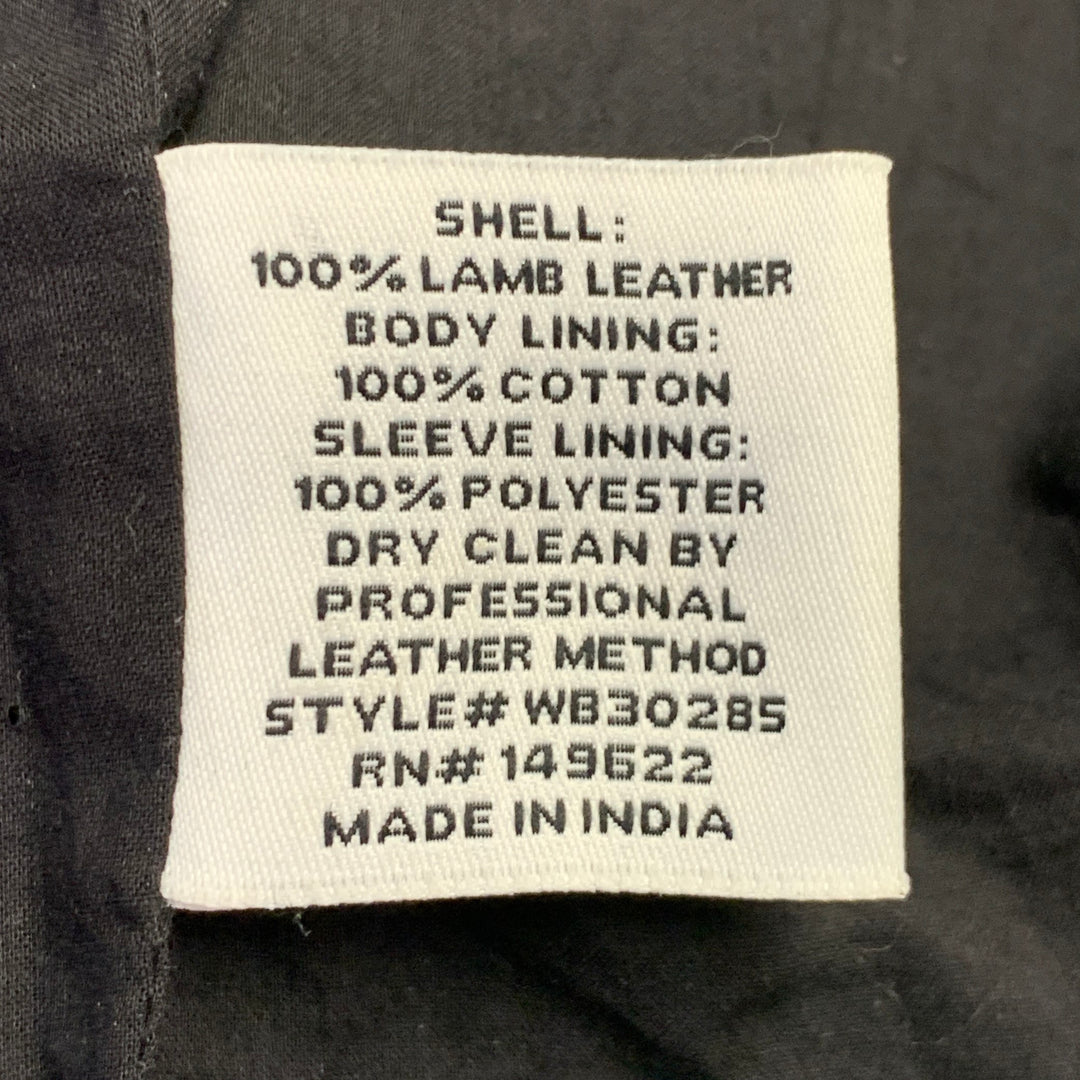 SHELL:
100% LAMB LEATHER
BODY LINING:
100% COTTON
SLEEVE LINING:
100% POLYESTER
DRY CLEAN BY
PROFESSIONAL
LEATHER METHOD
STYLE# WB30285
RN# 149622
MADE IN INDIA